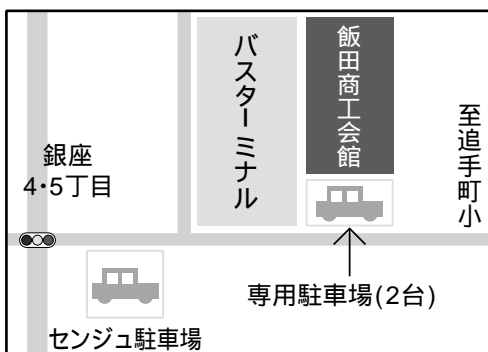 バスターミナル
飯田商工会館
至追手町小
銀座
4・5丁目
専用駐車場(2台)
センジュ駐車場